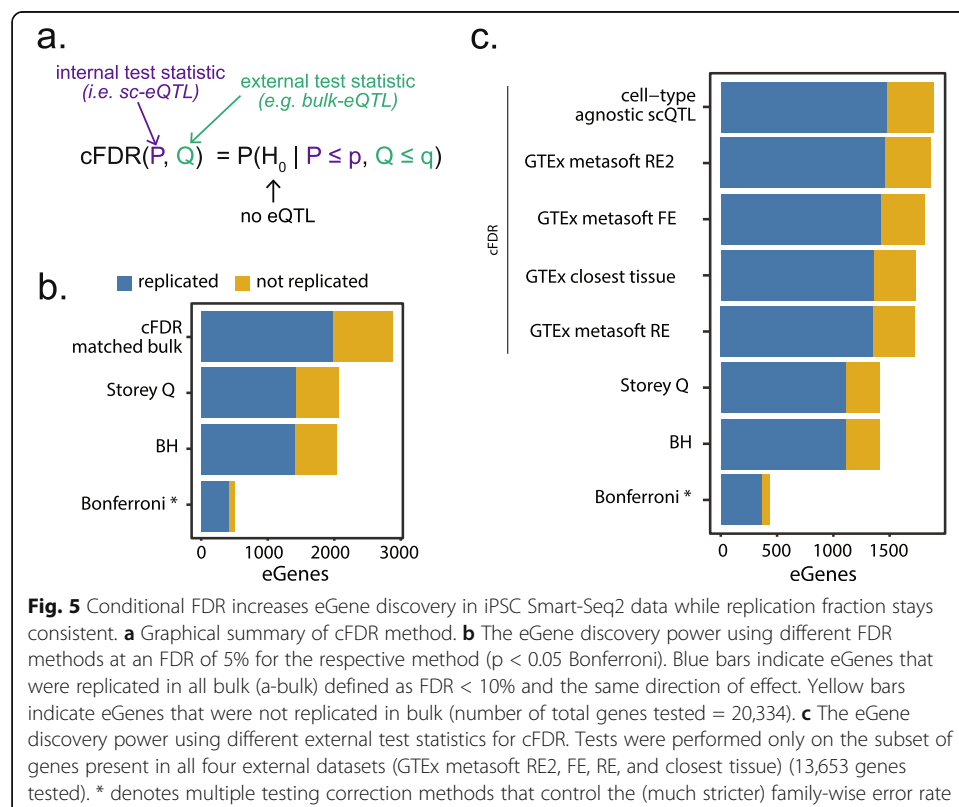 a.
internal test statistic
(i.e. sc-eQTL)
external test statistic
(e.g. bulk-eQTL)
cFDR(P, Q) = P(H0 | P ≤ p, Q ≤ q)
no eQTL
b.
replicated
not replicated
cFDR
matched bulk
Storey Q
BH
Bonferroni *
0 1000 2000 3000
eGenes
c.
cFDR
cell−type
agnostic scQTL
GTEx metasoft RE2
GTEx metasoft FE
GTEx closest tissue
GTEx metasoft RE
Storey Q
BH
Bonferroni *
0 500 1000 1500
eGenes
Fig. 5 Conditional FDR increases eGene discovery in iPSC Smart-Seq2 data while replication fraction stays
consistent. a Graphical summary of cFDR method. b The eGene discovery power using different FDR
methods at an FDR of 5% for the respective method (p < 0.05 Bonferroni). Blue bars indicate eGenes that
were replicated in all bulk (a-bulk) defined as FDR < 10% and the same direction of effect. Yellow bars
indicate eGenes that were not replicated in bulk (number of total genes tested = 20,334). c The eGene
discovery power using different external test statistics for cFDR. Tests were performed only on the subset of
genes present in all four external datasets (GTEx metasoft RE2, FE, RE, and closest tissue) (13,653 genes
tested). * denotes multiple testing correction methods that control the (much stricter) family-wise error rate